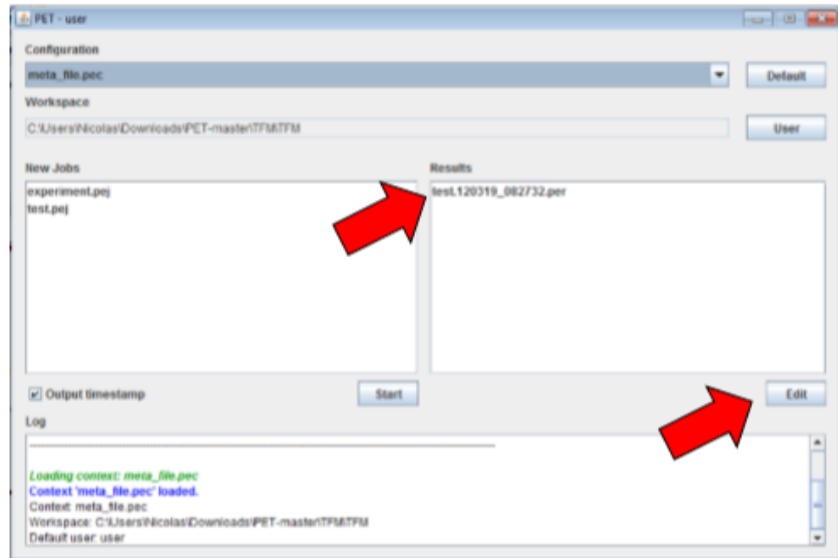 PET - user
Configuration
meta_file.pec
Default
Workspace
C:\Users\Nicolas\Downloads\PET-master\TFM\TFM
User
New Jobs
Results
experiment.pej
test.pej
test.120319_082732.per
Output timestamp
Start
Edit
Log
Loading context: meta_file.pec
Context 'meta_file.pec' loaded.
Context: meta_file.pec
Workspace: C:\Users\Nicolas\Downloads\PET-master\TFM\TFM
Default user: user